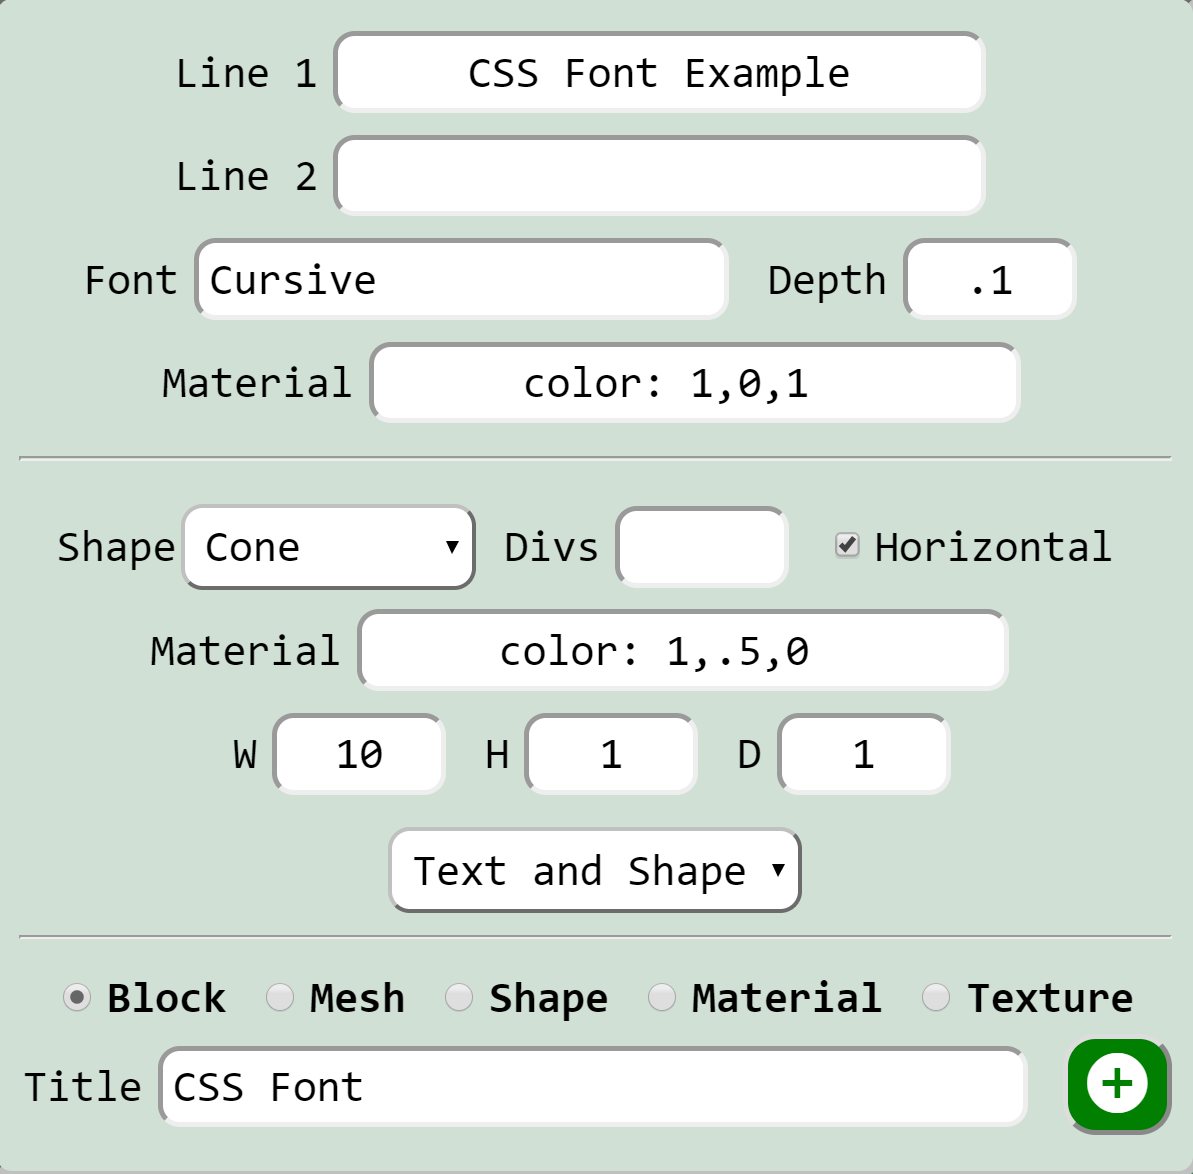 Line 1 CSS Font Example
Line 2
Font Cursive Depth .1
Material color: 1,0,1
Shape Cone Divs Horizontal
Material color: 1,.5,0
W 10 H 1 D 1
Text and Shape
Block Mesh Shape Material Texture
Title CSS Font +